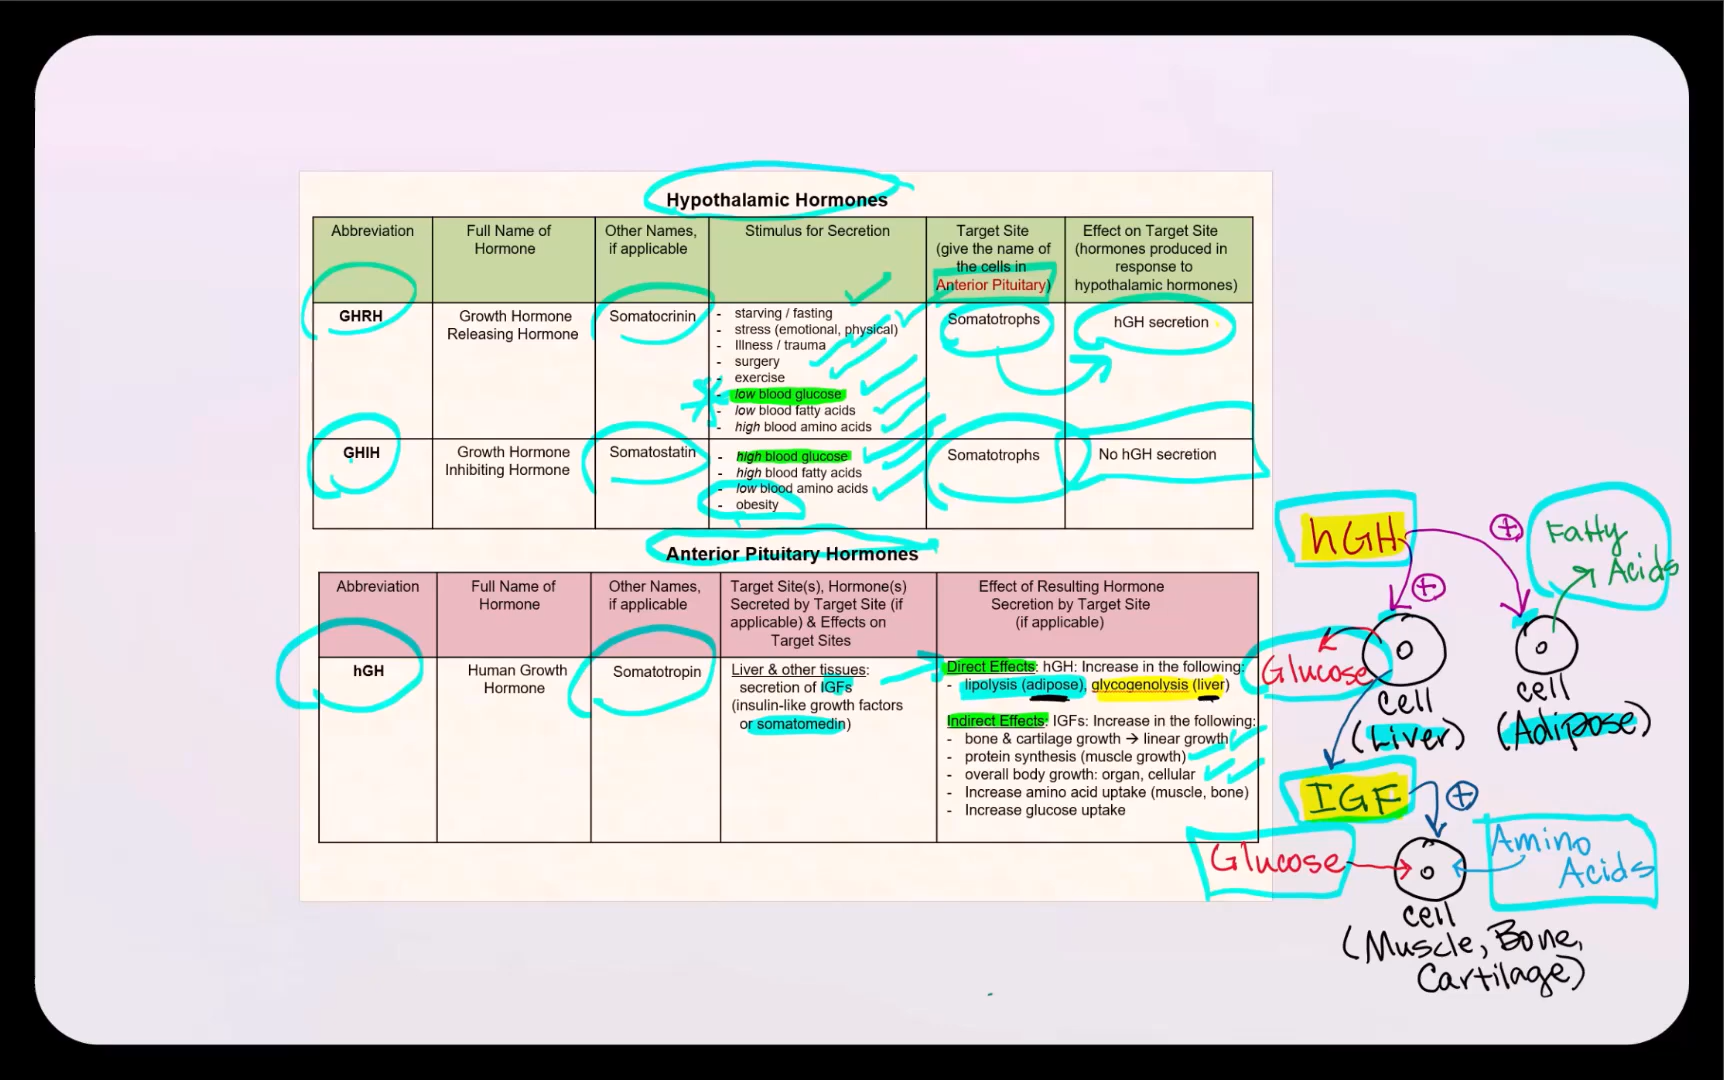 Hypothalamic Hormones
Abbreviation
Full Name of
Hormone
Other Names,
if applicable
Stimulus for Secretion
Target Site
(give the name of
the cells in
Anterior Pituitary)
Effect on Target Site
(hormones produced in
response to
hypothalamic hormones)
GHRH
Growth Hormone
Releasing Hormone
Somatocrinin
- starving / fasting
- stress (emotional, physical)
- Illness / trauma
- surgery
- exercise
- low blood glucose
- low blood fatty acids
- high blood amino acids
Somatotrophs
hGH secretion
GHIH
Growth Hormone
Inhibiting Hormone
Somatostatin
- high blood glucose
- high blood fatty acids
- low blood amino acids
- obesity
Somatotrophs
No hGH secretion
Anterior Pituitary Hormones
Abbreviation
Full Name of
Hormone
Other Names,
if applicable
Target Site(s), Hormone(s)
Secreted by Target Site (if
applicable) & Effects on
Target Sites
Effect of Resulting Hormone
Secretion by Target Site
(if applicable)
hGH
Human Growth
Hormone
Somatotropin
Liver & other tissues:
secretion of IGFs
(insulin-like growth factors
or somatomedin)
Direct Effects: hGH: Increase in the following:
- lipolysis (adipose), glycogenolysis (liver)
Indirect Effects: IGFs: Increase in the following:
- bone & cartilage growth → linear growth
- protein synthesis (muscle growth)
- overall body growth: organ, cellular
- Increase amino acid uptake (muscle, bone)
- Increase glucose uptake
hGH
+
+
Fatty
Acids
Glucose
cell
(Liver)
cell
(Adipose)
IGF
+
Glucose
Amino
Acids
cell
(Muscle, Bone,
Cartilage)